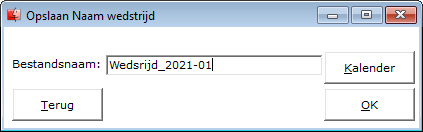 Opslaan Naam wedstrijd
Bestandsnaam: Wedsrijd_2021-01
Kalender
Terug
OK